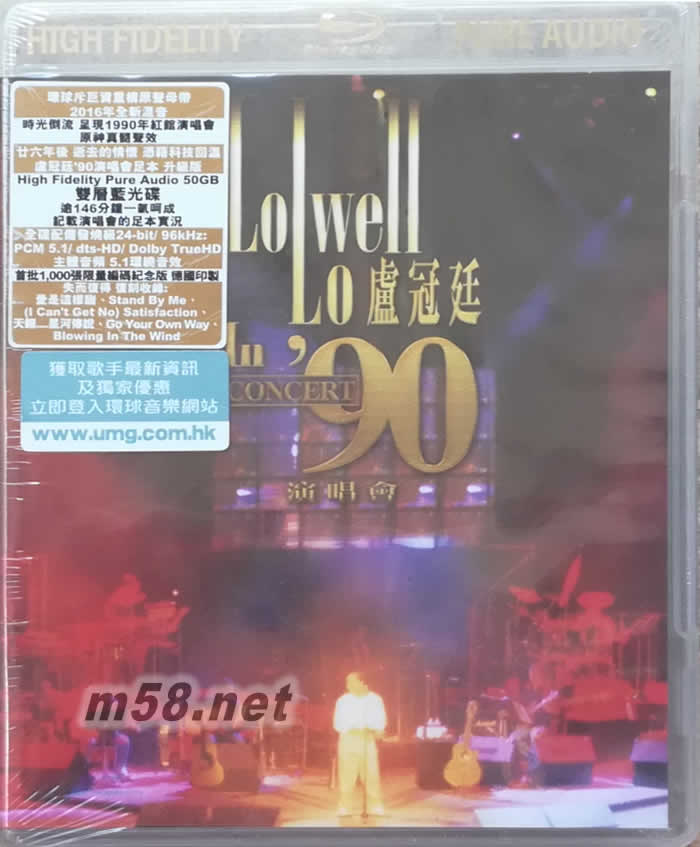 HIGH FIDELITY
Blu-ray Disc
PURE AUDIO
環球斥巨資重構原聲母帶
2016年全新混音
時光倒流 呈現1990年紅館演唱會
原神真髓聲效
廿六年後 逝去的情懷 憑藉科技回溫
盧冠廷'90演唱會足本 升級版
High Fidelity Pure Audio 50GB
雙層藍光碟
逾146分鐘一氣呵成
記載演唱會的足本實況
全碟配備發燒級24-bit/ 96kHz:
PCM 5.1/ dts-HD/ Dolby TrueHD
主體音頻 5.1環繞音效
首批1,000張限量編碼紀念版 德國印製
失而復得 復刻收錄:
愛是這樣甜、Stand By Me、
(I Can't Get No) Satisfaction、
天籟...星河傳說、Go Your Own Way、
Blowing In The Wind
獲取歌手最新資訊
及獨家優惠
立即登入環球音樂網站
www.umg.com.hk
Lowell
Lo 盧冠廷
In '90
CONCERT
演唱會
m58.net